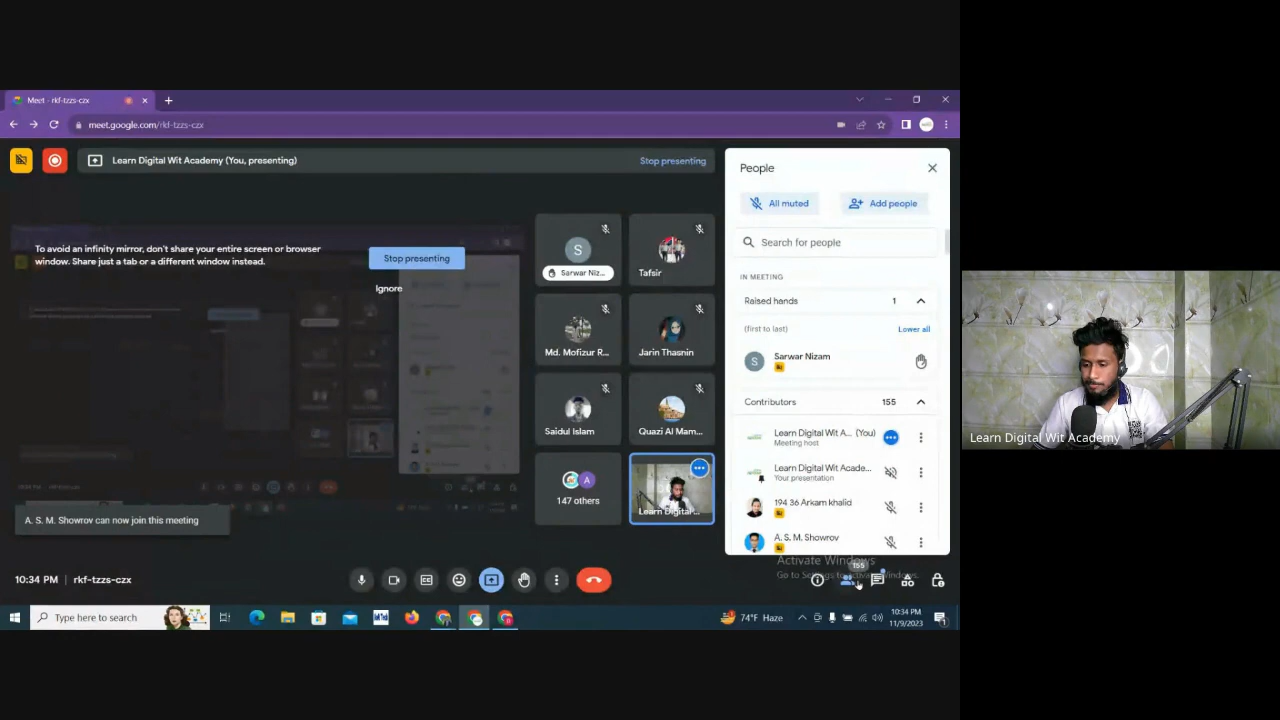 Meet - rkf-tzzs-czx
meet.google.com/rkf-tzzs-czx
Learn Digital Wit Academy (You, presenting)
Stop presenting
To avoid an infinity mirror, don't share your entire screen or browser
window. Share just a tab or a different window instead.
Stop presenting
Ignore
S
Sarwar Niz...
Tafsir
Md. Mofizur R...
Jarin Thasnin
Saidul Islam
Quazi Al Mam...
A
147 others
Learn Digital...
A. S. M. Showrov can now join this meeting
People
All muted
Add people
Search for people
IN MEETING
Raised hands 1
(first to last) Lower all
S Sarwar Nizam
Contributors 155
Learn Digital Wit A... (You)
Meeting host
Learn Digital Wit Acade...
Your presentation
194 36 Arkam khalid
A. S. M. Showrov
Activate Windows
Go to Settings to activate Windows.
155
10:34 PM | rkf-tzzs-czx
Type here to search
74°F Haze
10:34 PM
11/9/2023
Learn Digital Wit Academy